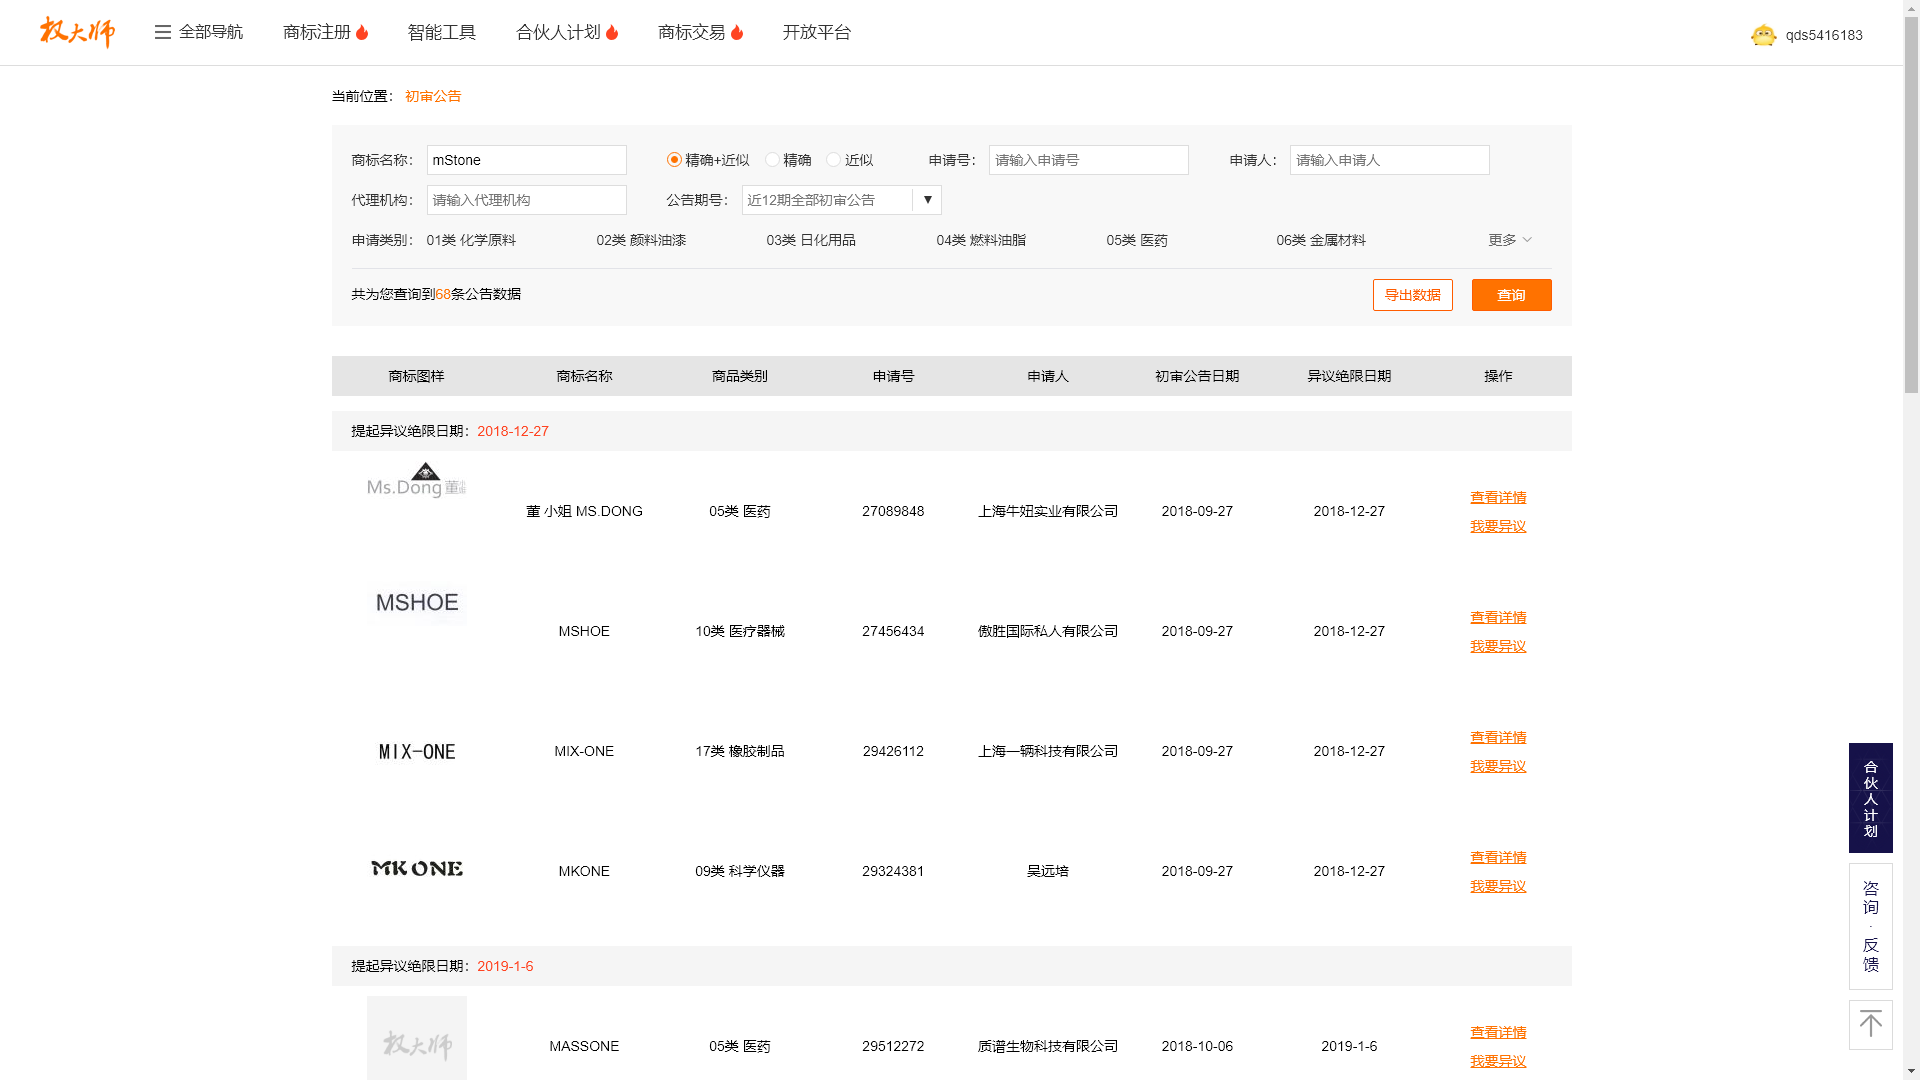 权大师 全部导航 商标注册 智能工具 合伙人计划 商标交易 开放平台 qds5416183
当前位置： 初审公告
商标名称： mStone 精确+近似 精确 近似 申请号： 请输入申请号 申请人： 请输入申请人
代理机构： 请输入代理机构 公告期号： 近12期全部初审公告 ▼
申请类别： 01类 化学原料 02类 颜料油漆 03类 日化用品 04类 燃料油脂 05类 医药 06类 金属材料 更多
共为您查询到68条公告数据 导出数据 查询
商标图样 商标名称 商品类别 申请号 申请人 初审公告日期 异议绝限日期 操作
提起异议绝限日期：2018-12-27
Ms.Dong 董小姐
董 小姐 MS.DONG 05类 医药 27089848 上海牛妞实业有限公司 2018-09-27 2018-12-27 查看详情
我要异议
MSHOE
MSHOE 10类 医疗器械 27456434 傲胜国际私人有限公司 2018-09-27 2018-12-27 查看详情
我要异议
MIX-ONE
MIX-ONE 17类 橡胶制品 29426112 上海一辆科技有限公司 2018-09-27 2018-12-27 查看详情
我要异议
MKONE
MKONE 09类 科学仪器 29324381 吴远培 2018-09-27 2018-12-27 查看详情
我要异议
提起异议绝限日期：2019-1-6
权大师
MASSONE 05类 医药 29512272 质谱生物科技有限公司 2018-10-06 2019-1-6 查看详情
我要异议
合伙人计划
咨询·反馈